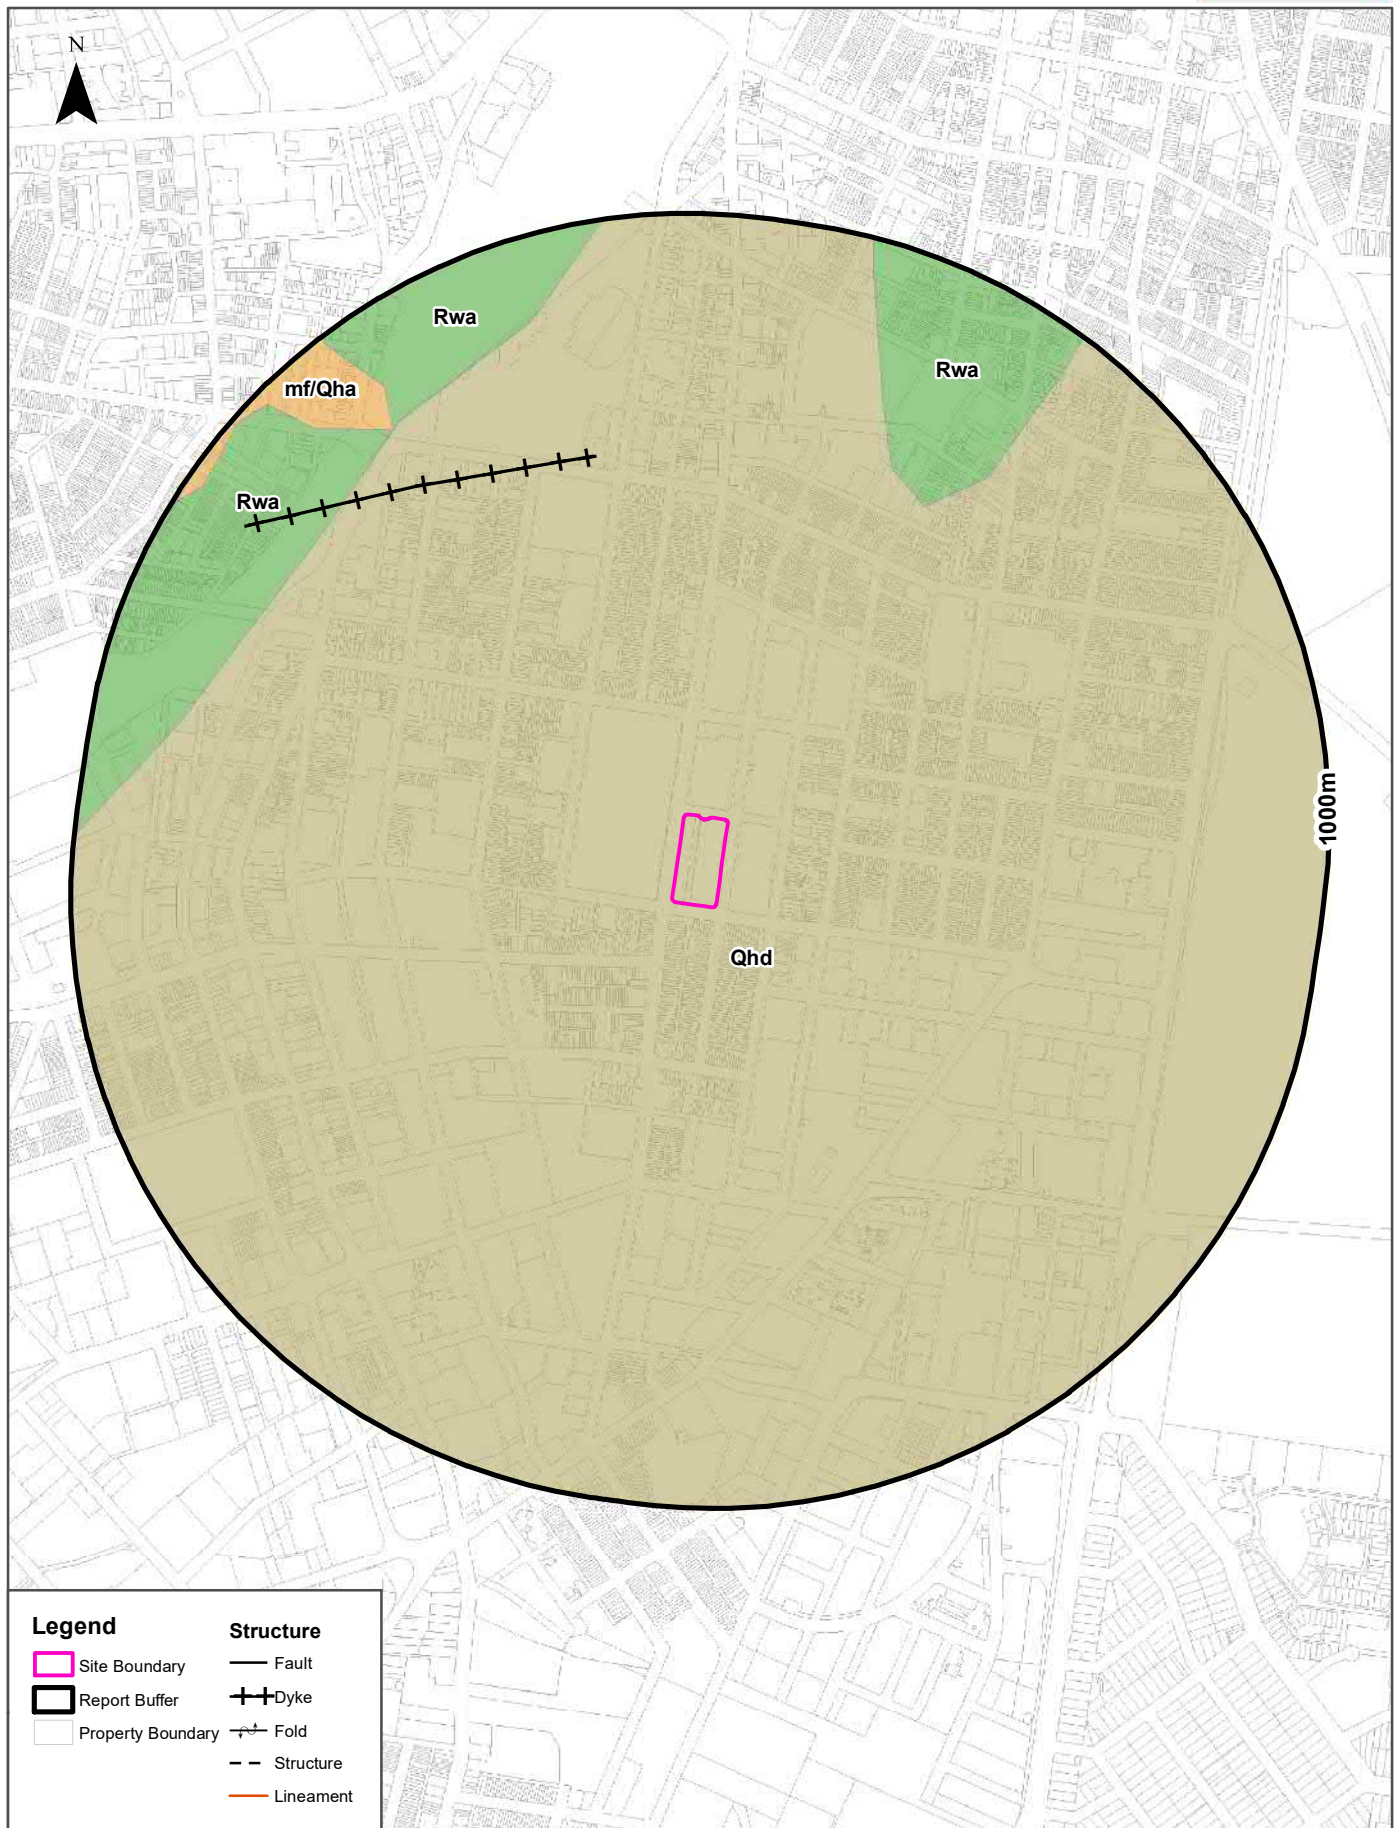 N
Rwa
Rwa
mf/Qha
Rwa
1000m
Qhd
Legend
Site Boundary
Report Buffer
Property Boundary
Structure
Fault
Dyke
Fold
Structure
Lineament